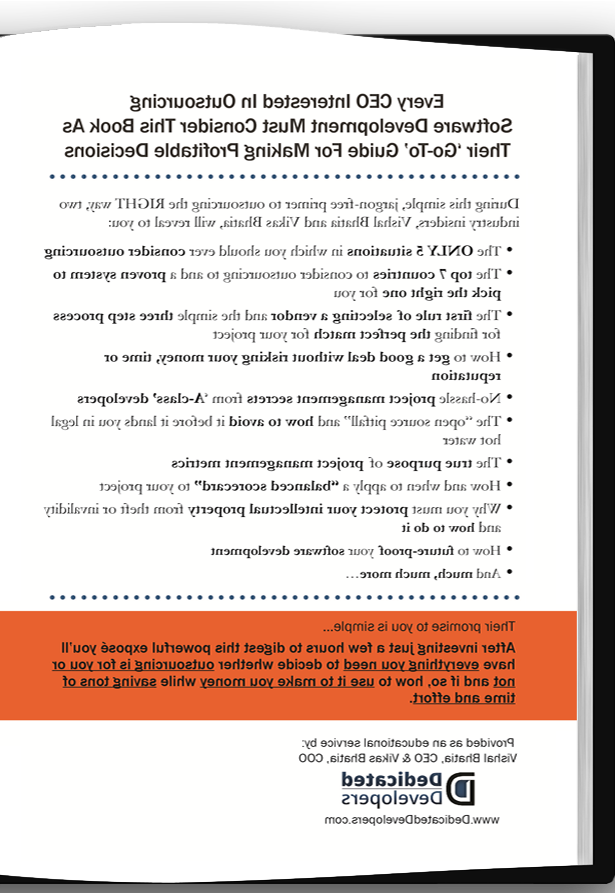 Every CEO Interested In Outsourcing
Software Development Must Consider This Book As
Their ‘Go-To’ Guide For Making Profitable Decisions
During this simple, jargon-free primer to outsourcing the RIGHT way, two
industry insiders, Vishal Bhatia and Vikas Bhatia, will reveal to you:
• The ONLY 5 situations in which you should ever consider outsourcing
• The top 7 countries to consider outsourcing to and a proven system to
pick the right one for you
• The first rule of selecting a vendor and the simple three step process
for finding the perfect match for your project
• How to get a good deal without risking your money, time or
reputation
• No-hassle project management secrets from ‘A-class’ developers
• The “open source pitfall” and how to avoid it before it lands you in legal
hot water
• The true purpose of project management metrics
• How and when to apply a “balanced scorecard” to your project
• Why you must protect your intellectual property from theft or invalidity
and how to do it
• How to future-proof your software development
• And much, much more…
Their promise to you is simple...
After investing just a few hours to digest this powerful exposé you’ll
have everything you need to decide whether outsourcing is for you or
not and if so, how to use it to make you money while saving tons of
time and effort.
Provided as an educational service by:
Vishal Bhatia, CEO & Vikas Bhatia, COO
D Dedicated
Developers
www.DedicatedDevelopers.com